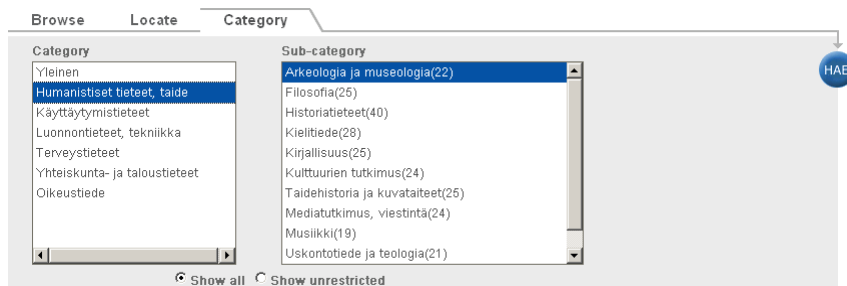 Browse Locate Category
Category
Yleinen
Humanistiset tieteet, taide
Käyttäytymistieteet
Luonnontieteet, tekniikka
Terveystieteet
Yhteiskunta- ja taloustieteet
Oikeustiede
Sub-category
Arkeologia ja museologia(22)
Filosofia(25)
Historiatieteet(40)
Kielitiede(28)
Kirjallisuus(25)
Kulttuurien tutkimus(24)
Taidehistoria ja kuvataiteet(25)
Mediatutkimus, viestintä(24)
Musiikki(19)
Uskontotiede ja teologia(21)
HAE
Show all Show unrestricted